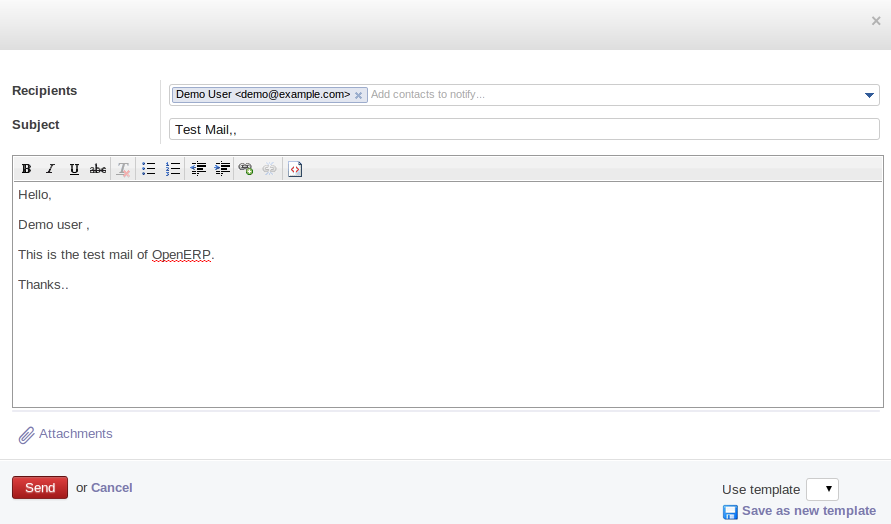 ×
Recipients
Demo User <demo@example.com> × Add contacts to notify...
Subject
Test Mail,,
B I U abc T
Hello,
Demo user ,
This is the test mail of OpenERP.
Thanks..
Attachments
Send or Cancel
Use template
Save as new template